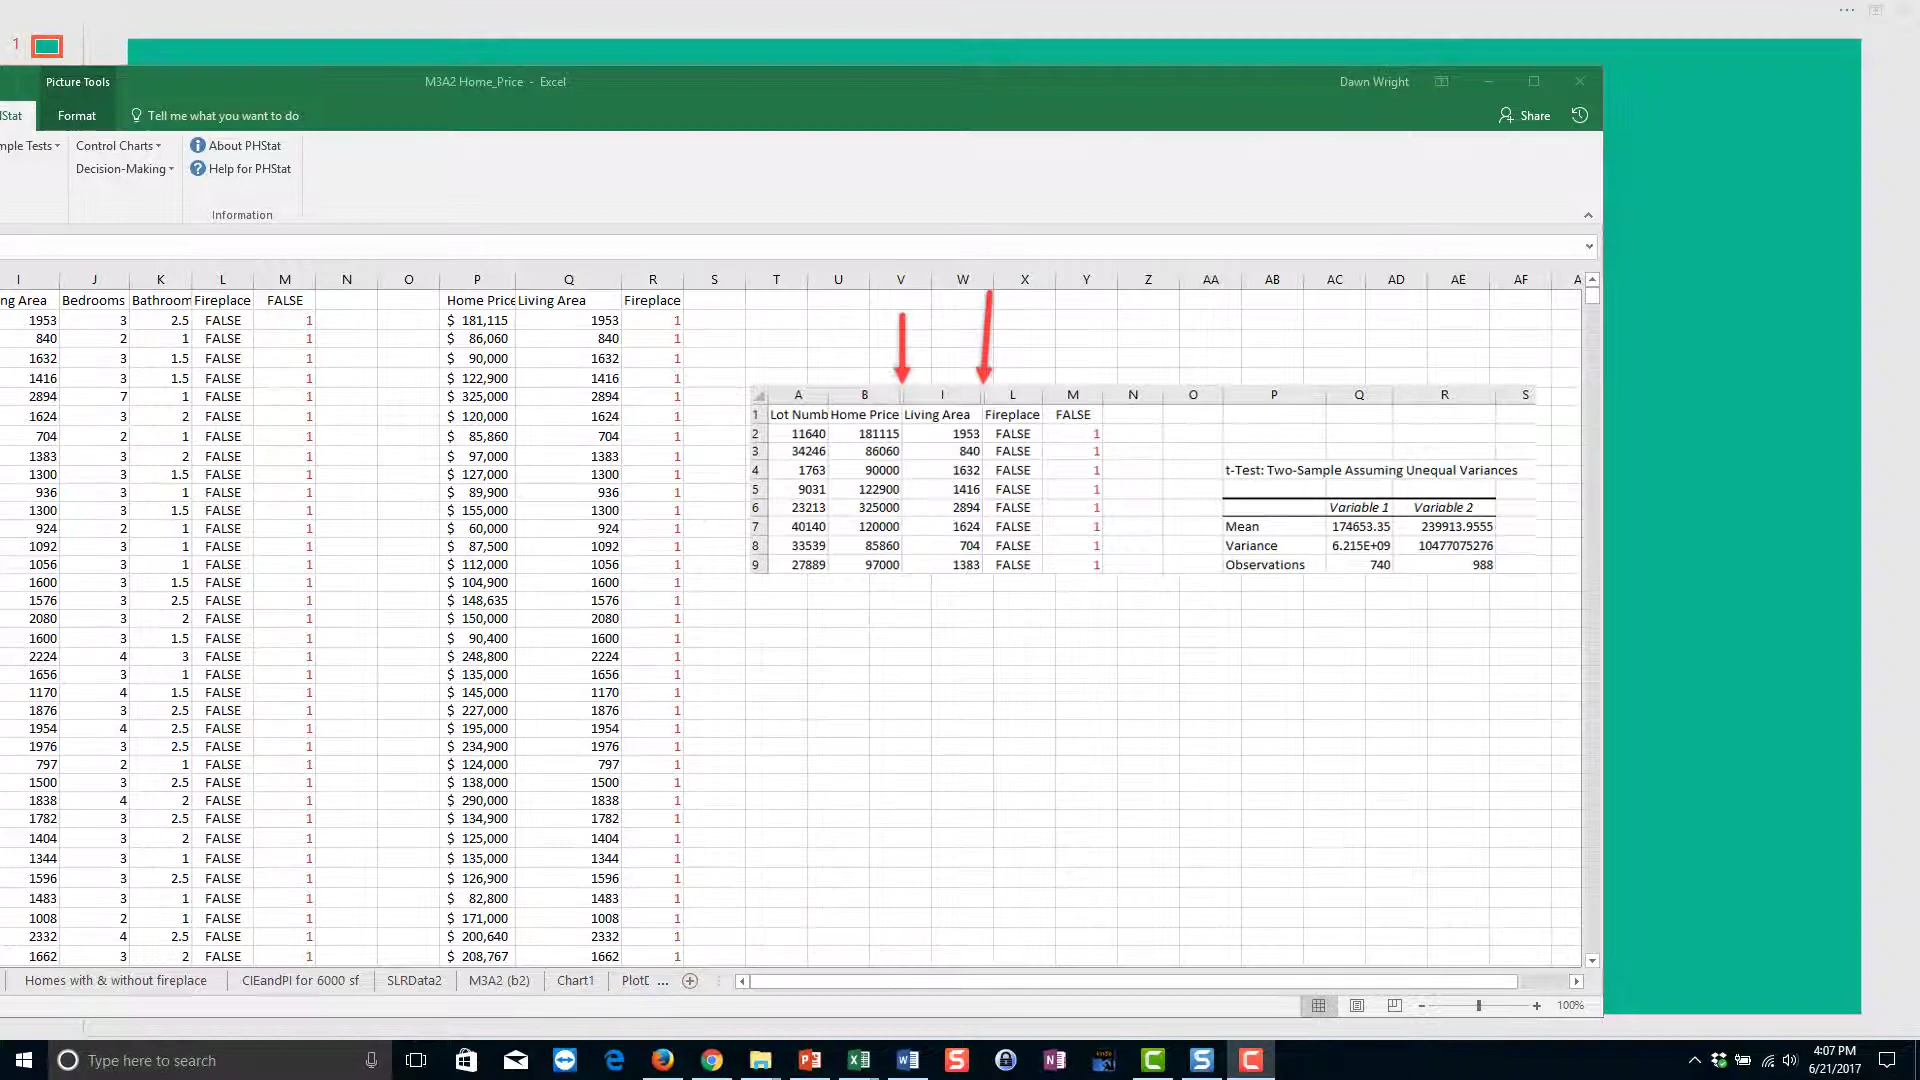 1
Picture Tools
M3A2 Home_Price - Excel
Dawn Wright
Format
Tell me what you want to do
Share
Control Charts
About PHStat
Decision-Making
Help for PHStat
Information
I J K L M N O P Q R S T U V W X Y Z AA AB AC AD AE AF
Bedrooms Fireplace FALSE Living Area Fireplace
1953 3 2.5 FALSE 1 $ 181,115 1953 1
840 2 1 FALSE 1 $ 86,060 840 1
1632 3 1.5 FALSE 1 $ 90,000 1632 1
1416 3 1.5 FALSE 1 $ 122,900 1416 1
2894 7 1 FALSE 1 $ 325,000 2894 1
1624 3 2 FALSE 1 $ 120,000 1624 1
704 2 1 FALSE 1 $ 85,860 704 1
1383 3 2 FALSE 1 $ 97,000 1383 1
1300 3 1.5 FALSE 1 $ 127,000 1300 1
936 3 1 FALSE 1 $ 89,900 936 1
1300 3 1.5 FALSE 1 $ 155,000 1300 1
924 2 1 FALSE 1 $ 60,000 924 1
1092 3 1 FALSE 1 $ 87,500 1092 1
1056 3 1 FALSE 1 $ 112,000 1056 1
1600 3 1.5 FALSE 1 $ 104,900 1600 1
1576 3 2.5 FALSE 1 $ 148,635 1576 1
2080 3 2 FALSE 1 $ 150,000 2080 1
1600 3 1.5 FALSE 1 $ 90,400 1600 1
2224 4 3 FALSE 1 $ 248,800 2224 1
1656 3 1 FALSE 1 $ 135,000 1656 1
1170 4 1.5 FALSE 1 $ 145,000 1170 1
1876 3 2.5 FALSE 1 $ 227,000 1876 1
1954 4 2.5 FALSE 1 $ 195,000 1954 1
1976 3 2.5 FALSE 1 $ 234,900 1976 1
797 2 1 FALSE 1 $ 124,000 797 1
1500 3 2.5 FALSE 1 $ 138,000 1500 1
1838 4 2 FALSE 1 $ 290,000 1838 1
1782 3 2.5 FALSE 1 $ 134,900 1782 1
1404 3 2 FALSE 1 $ 125,000 1404 1
1344 3 1 FALSE 1 $ 135,000 1344 1
1596 3 2.5 FALSE 1 $ 126,900 1596 1
1483 3 1 FALSE 1 $ 82,800 1483 1
1008 2 1 FALSE 1 $ 171,000 1008 1
2332 4 2.5 FALSE 1 $ 200,640 2332 1
1662 3 2 FALSE 1 $ 208,767 1662 1
A B I L M N O P Q R S
1 Lot Numb Home Price Living Area Fireplace FALSE
2 11640 181115 1953 FALSE 1
3 34246 86060 840 FALSE 1
4 1763 90000 1632 FALSE 1 t-Test: Two-Sample Assuming Unequal Variances
5 9031 122900 1416 FALSE 1
6 23213 325000 2894 FALSE 1 Variable 1 Variable 2
7 40140 120000 1624 FALSE 1 Mean 174653.35 239913.9555
8 33539 85860 704 FALSE 1 Variance 6.215E+09 10477075276
9 27889 97000 1383 FALSE 1 Observations 740 988
Homes with & without fireplace CIEandPI for 6000 sf SLRData2 M3A2 (b2) Chart1 ...
100%
Type here to search
4:07 PM
6/21/2017